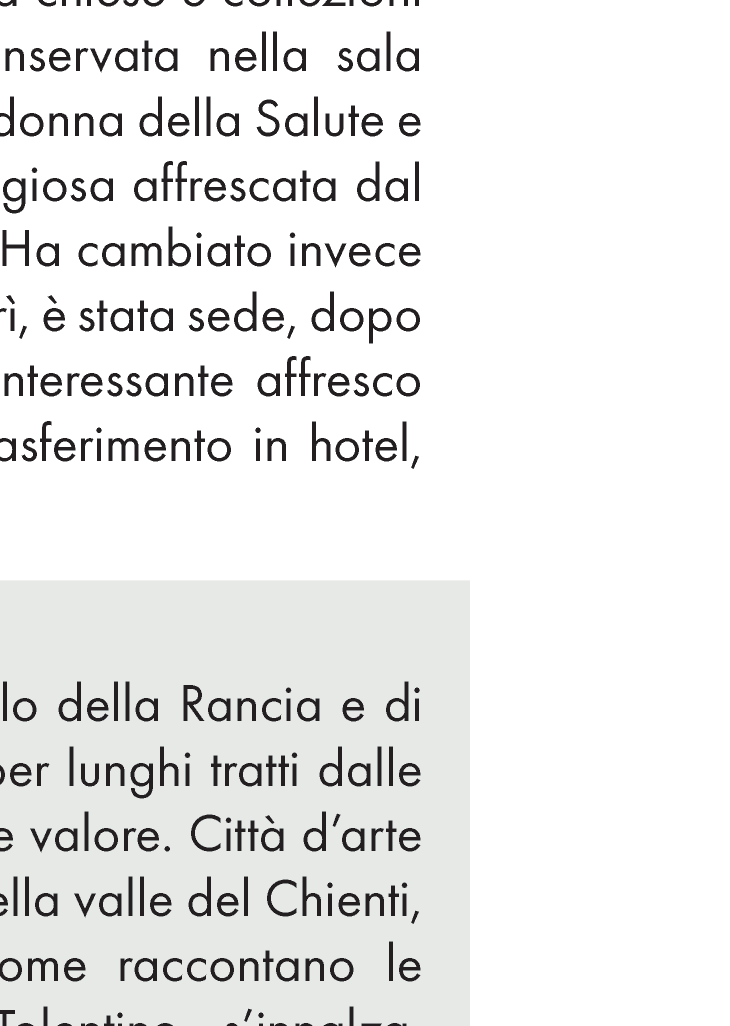 nservata nella sala
donna della Salute e
giosa affrescata dal
Ha cambiato invece
rì, è stata sede, dopo
nteressante affresco
asferimento in hotel,
lo della Rancia e di
per lunghi tratti dalle
e valore. Città d’arte
ella valle del Chienti,
ome raccontano le
Tolentino s’innalza